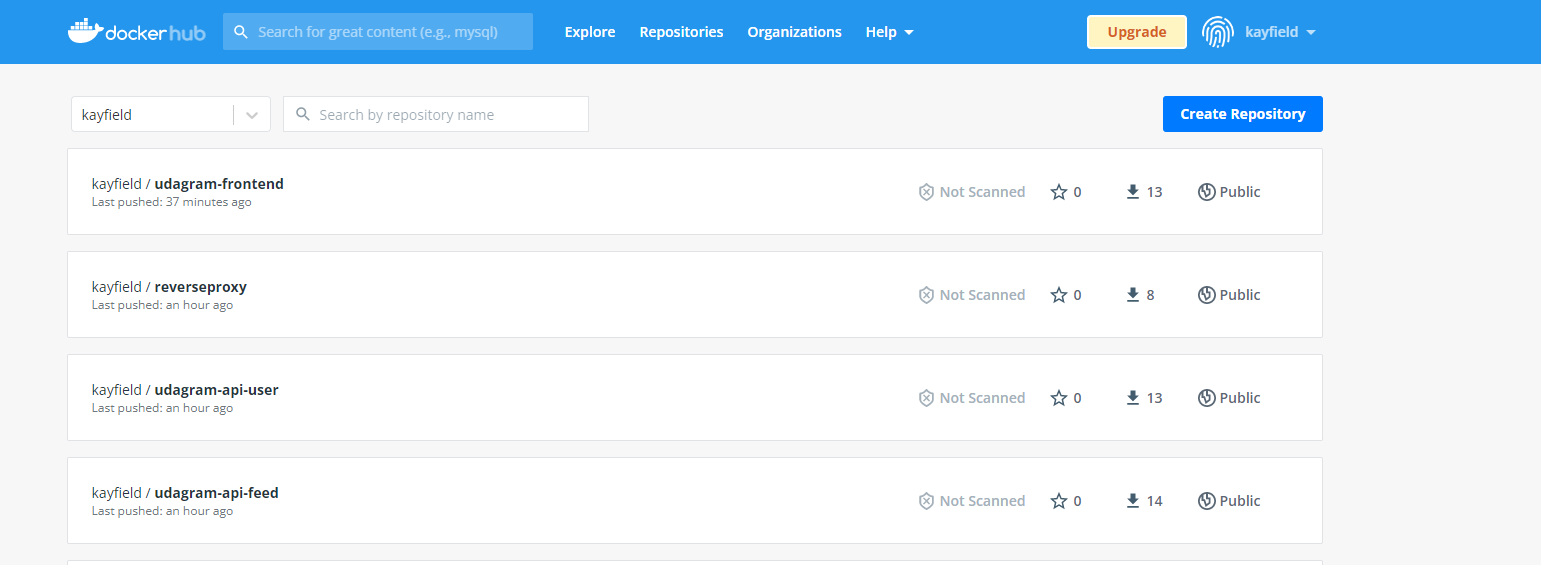 dockerhub Search for great content (e.g., mysql) Explore Repositories Organizations Help Upgrade kayfield
kayfield Search by repository name Create Repository
kayfield / udagram-frontend
Last pushed: 37 minutes ago
Not Scanned 0 13 Public
kayfield / reverseproxy
Last pushed: an hour ago
Not Scanned 0 8 Public
kayfield / udagram-api-user
Last pushed: an hour ago
Not Scanned 0 13 Public
kayfield / udagram-api-feed
Last pushed: an hour ago
Not Scanned 0 14 Public